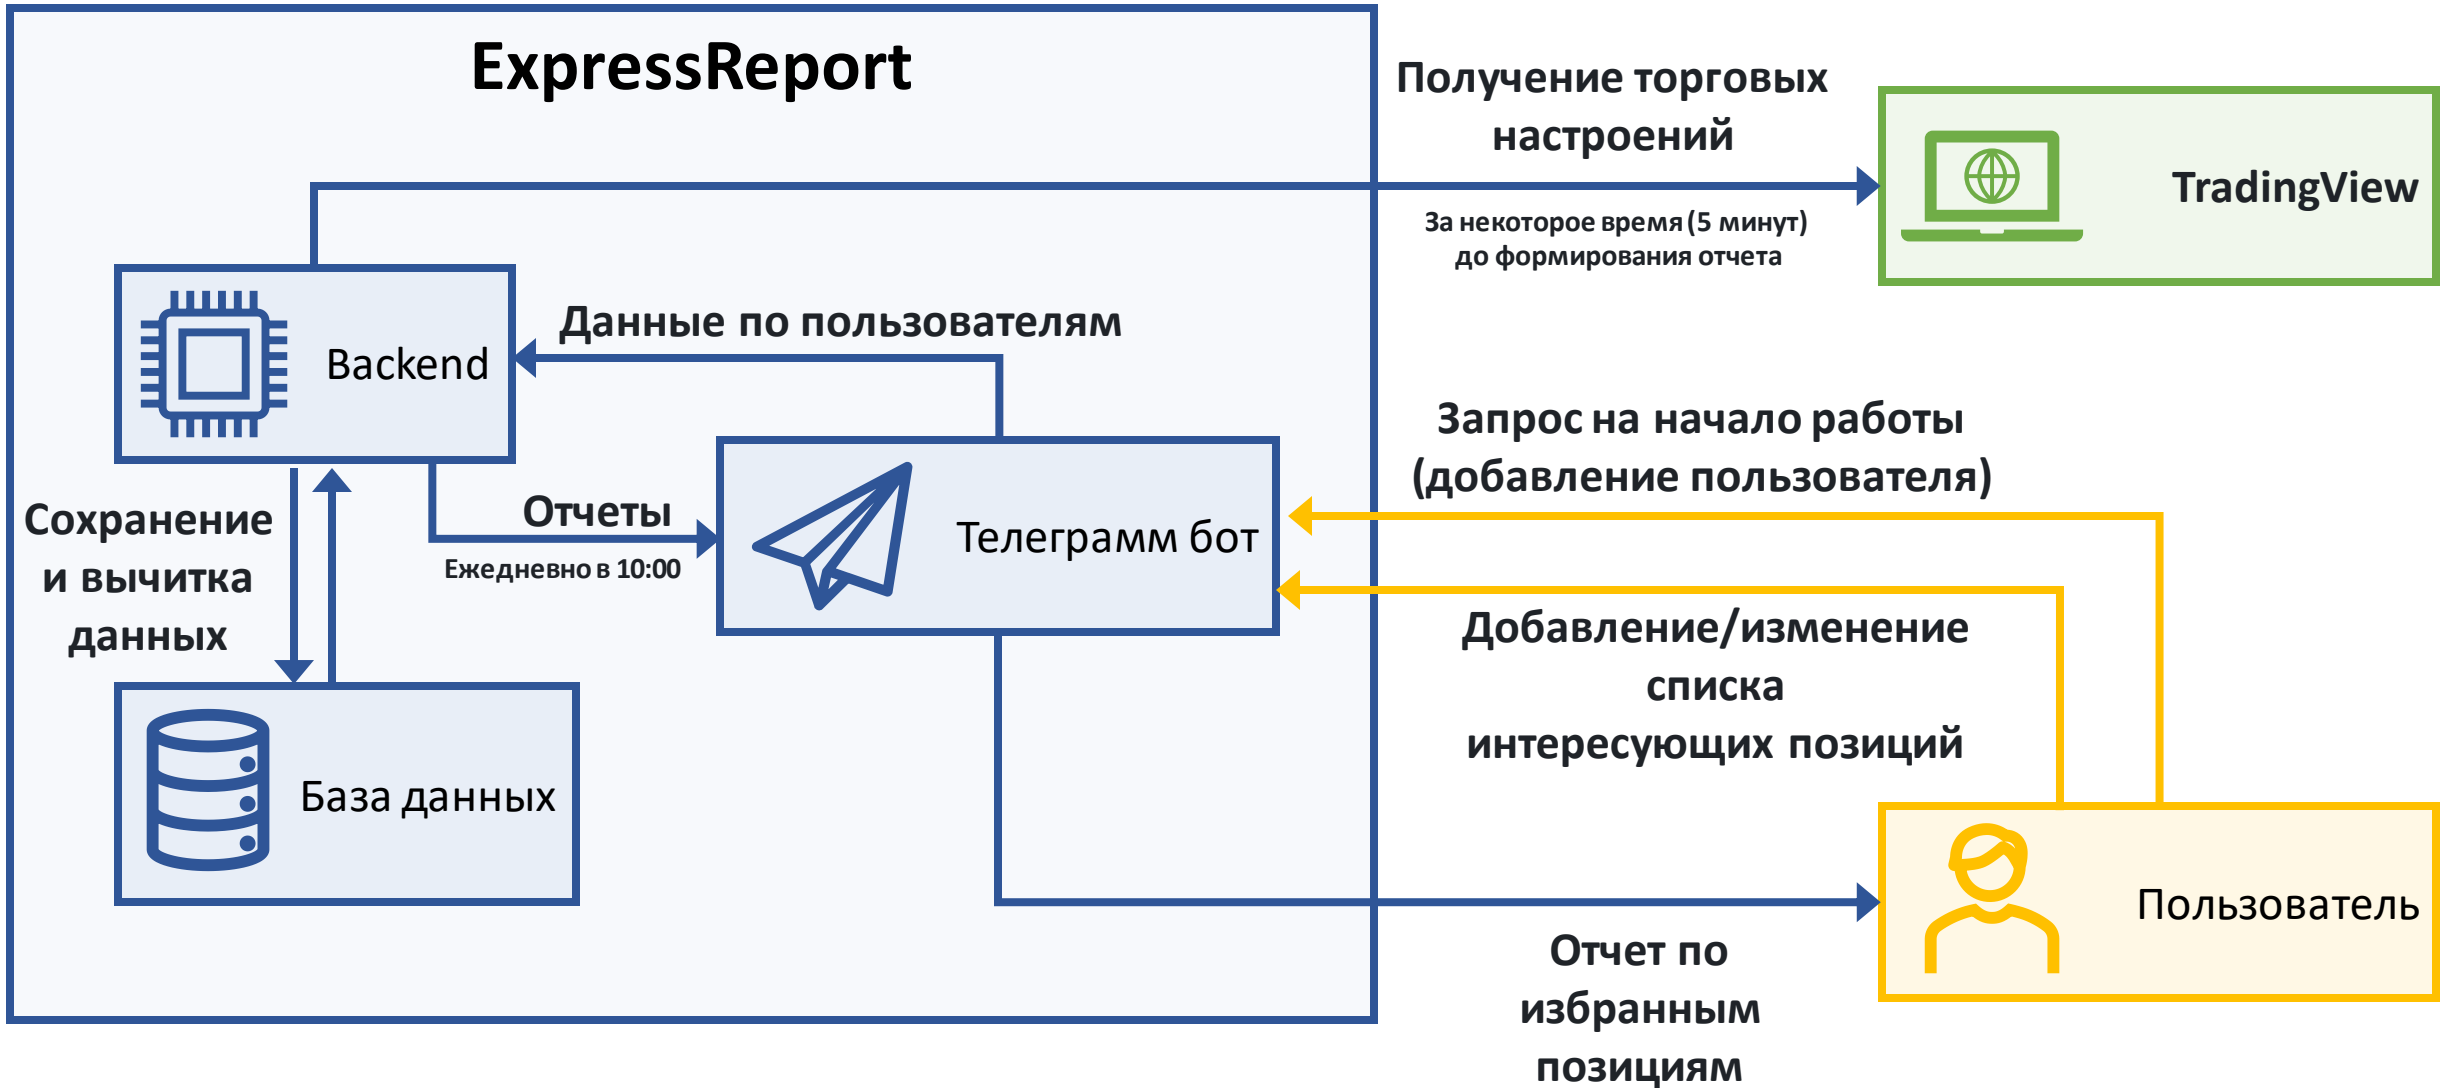 ExpressReport
Получение торговых
настроений
TradingView
За некоторое время (5 минут)
до формирования отчета
Backend
Данные по пользователям
Запрос на начало работы
(добавление пользователя)
Сохранение
и вычитка
данных
Отчеты
Ежедневно в 10:00
Телеграмм бот
Добавление/изменение
списка
интересующих позиций
База данных
Пользователь
Отчет по
избранным
позициям